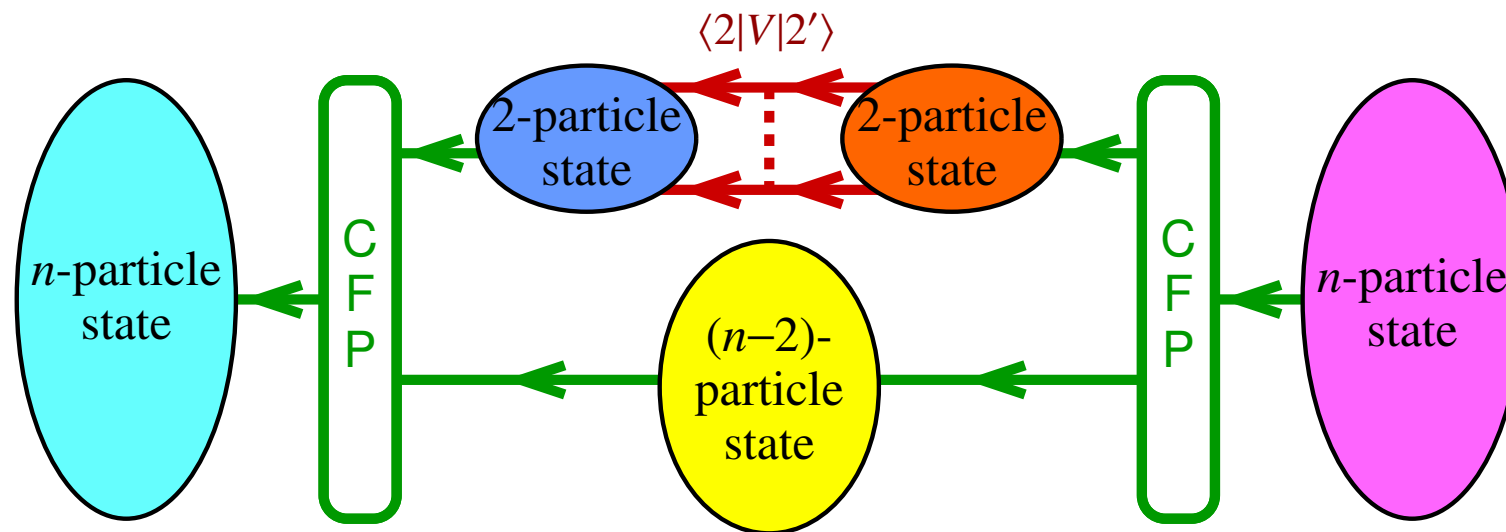 ⟨2|V|2′⟩
2-particle
state
2-particle
state
n-particle
state
C
F
P
(n−2)-
particle
state
C
F
P
n-particle
state